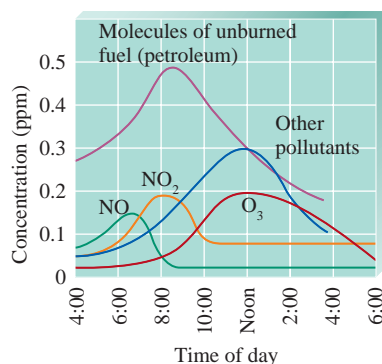 Molecules of unburned
fuel (petroleum)
Other
pollutants
NO
NO₂
O₃
Concentration (ppm)
0.5
0.4
0.3
0.2
0.1
0
4:00
6:00
8:00
10:00
Noon
2:00
4:00
6:00
Time of day